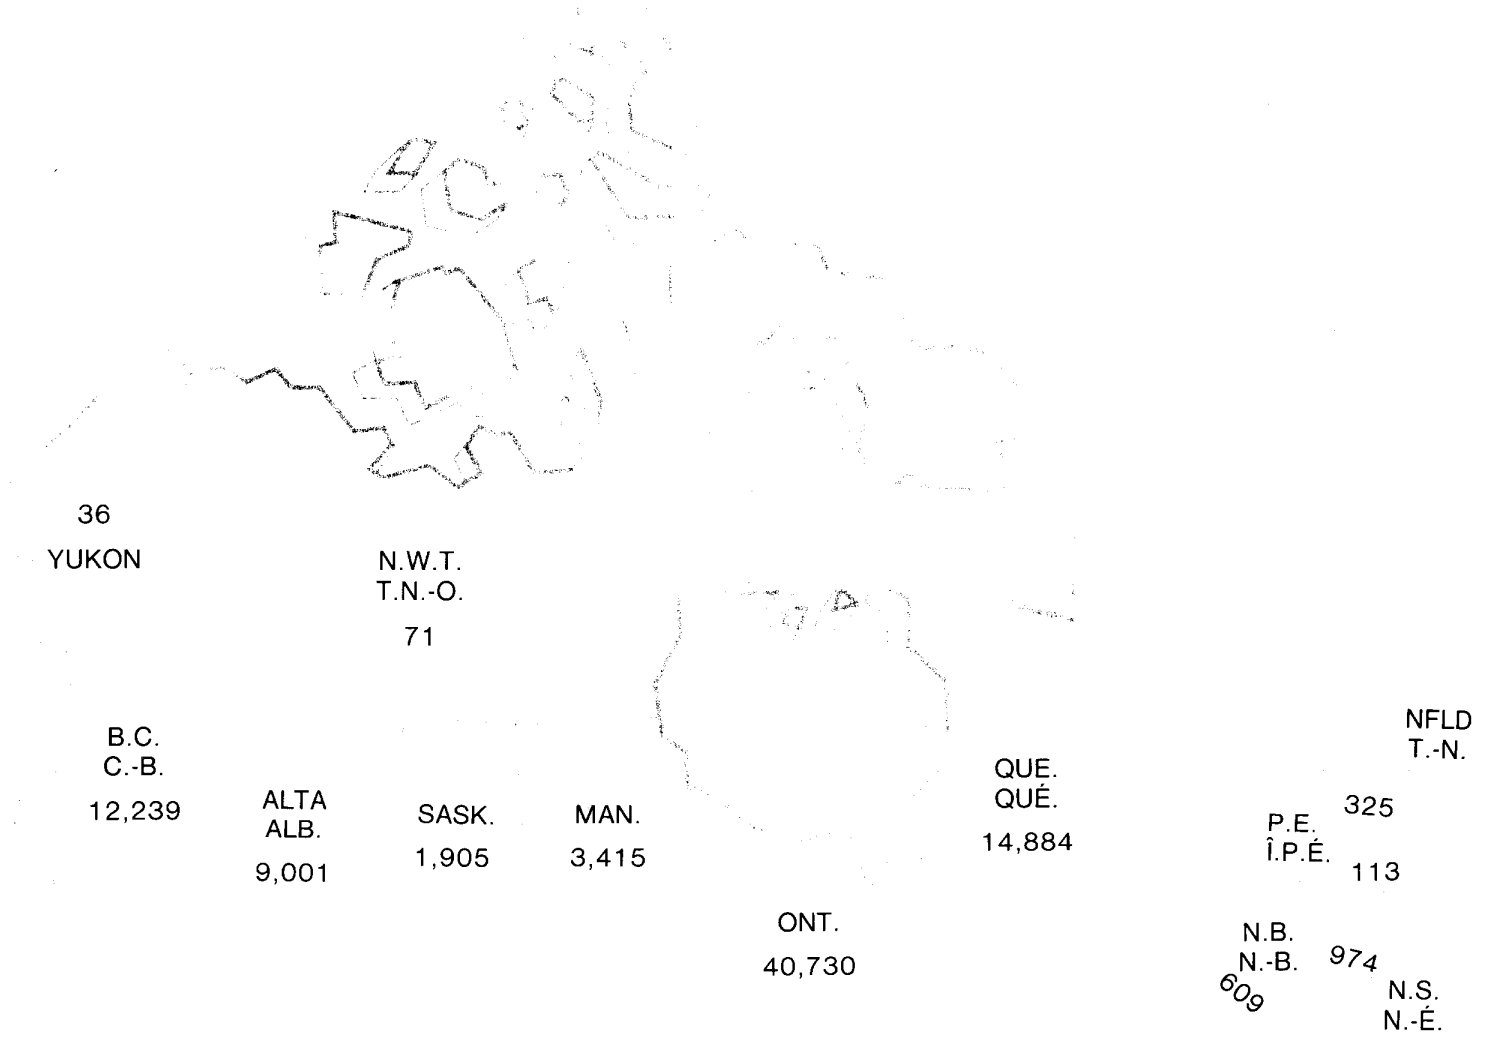 36
YUKON
N.W.T.
T.N.-O.
71
B.C.
C.-B.
12,239
ALTA
ALB.
9,001
SASK.
1,905
MAN.
3,415
ONT.
40,730
QUE.
QUÉ.
14,884
NFLD
T.-N.
325
P.E.
Î.P.É.
113
N.B.
N.-B.
609
974
N.S.
N.-É.